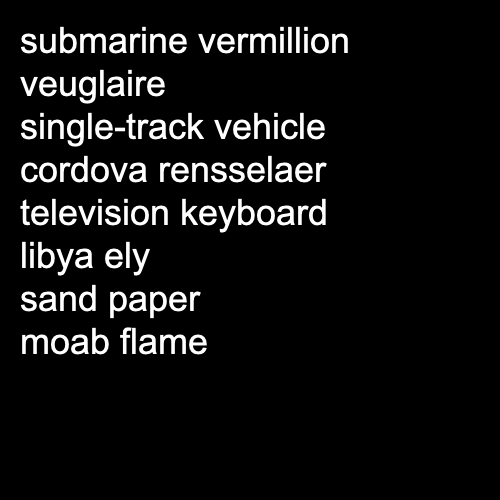 submarine vermillion
veuglaire
single-track vehicle
cordova rensselaer
television keyboard
libya ely
sand paper
moab flame